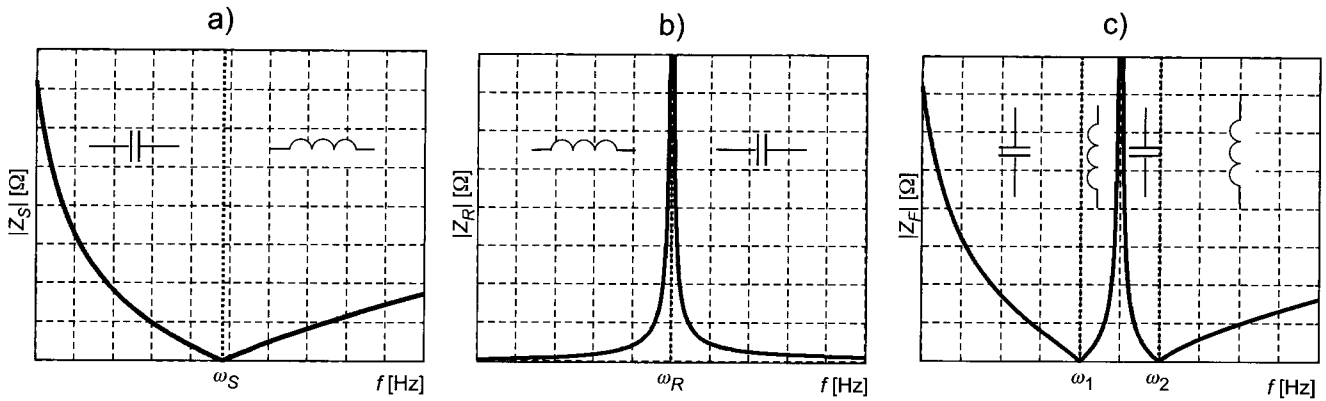 a)
|Z_S| [Ω]
ω_S
f [Hz]
b)
|Z_R| [Ω]
ω_R
f [Hz]
c)
|Z_F| [Ω]
ω_1
ω_2
f [Hz]